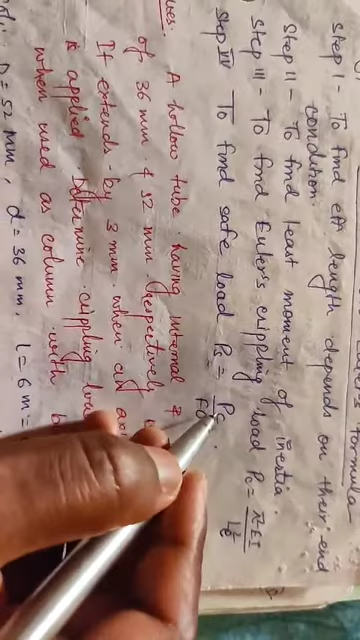 formula
Step I - To find eff length depends on their end
condition.
Step II - To find least moment of inertia.
Step III - To find Euler's crippling load Pc = π²EI / Le²
Step IV To find safe load Ps = Pc / Fo
A hollow tube having internal &
of 36 mm & 52 mm respectively
It extends by 3 mm when an
is applied. Determine crippling
when used as column with
D = 52 mm, d = 36 mm, l = 6 m =